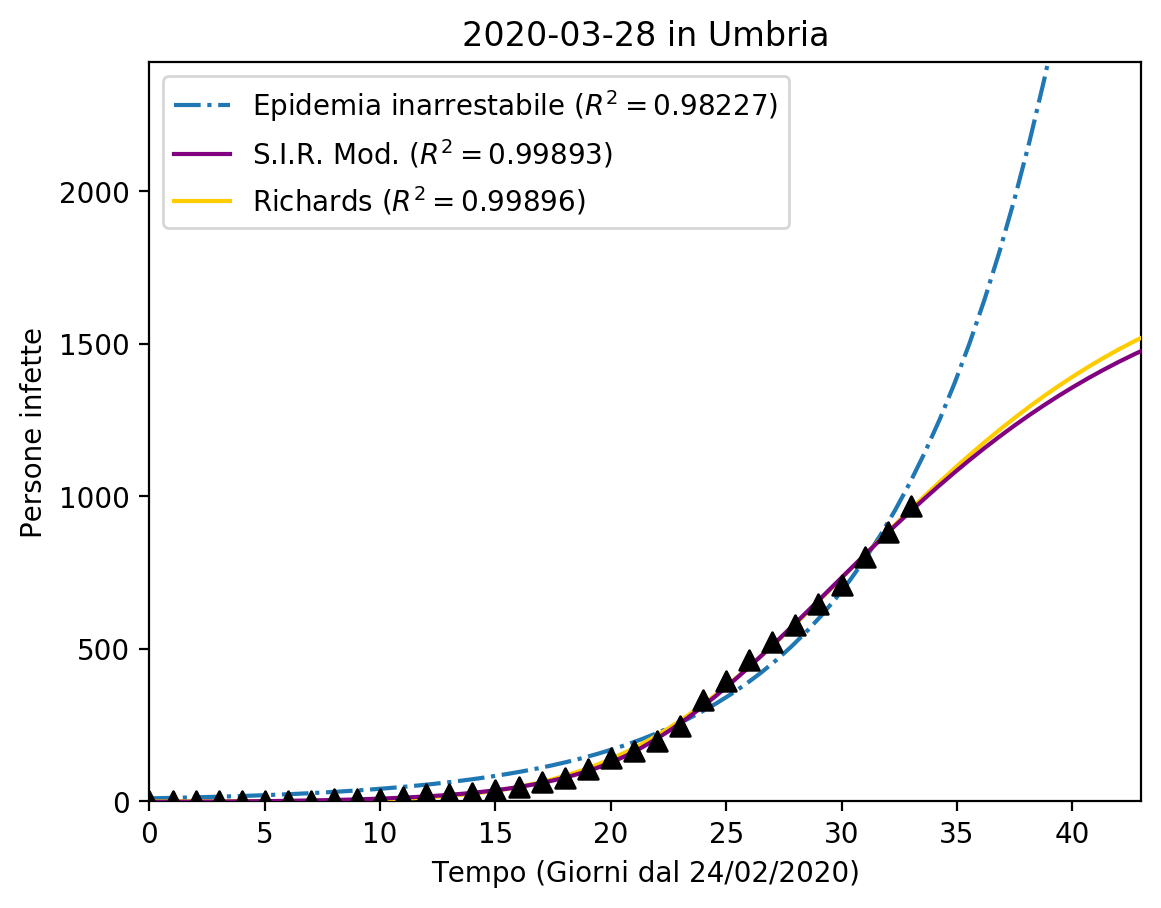 2020-03-28 in Umbria
Epidemia inarrestabile (R² = 0.98227)
S.I.R. Mod. (R² = 0.99893)
Richards (R² = 0.99896)
Persone infette
2000
1500
1000
500
0
0 5 10 15 20 25 30 35 40
Tempo (Giorni dal 24/02/2020)